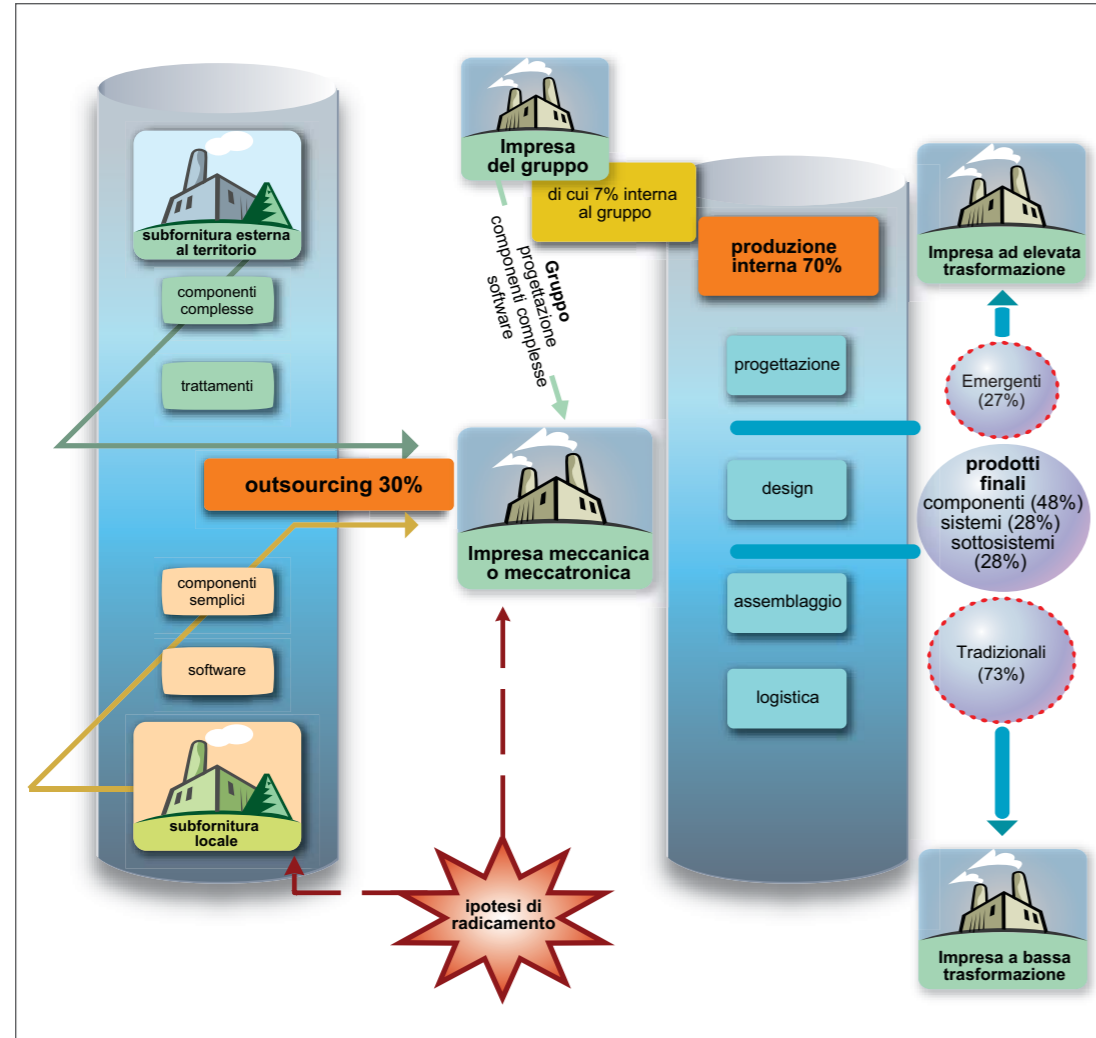 subfornitura esterna
al territorio
componenti
complesse
trattamenti
outsourcing 30%
componenti
semplici
software
subfornitura
locale
Impresa
del gruppo
di cui 7% interna
al gruppo
Gruppo
progettazione
componenti complesse
software
Impresa meccanica
o meccatronica
ipotesi di
radicamento
produzione
interna 70%
progettazione
design
assemblaggio
logistica
Impresa ad elevata
trasformazione
Emergenti
(27%)
prodotti
finali
componenti (48%)
sistemi (28%)
sottosistemi
(28%)
Tradizionali
(73%)
Impresa a bassa
trasformazione